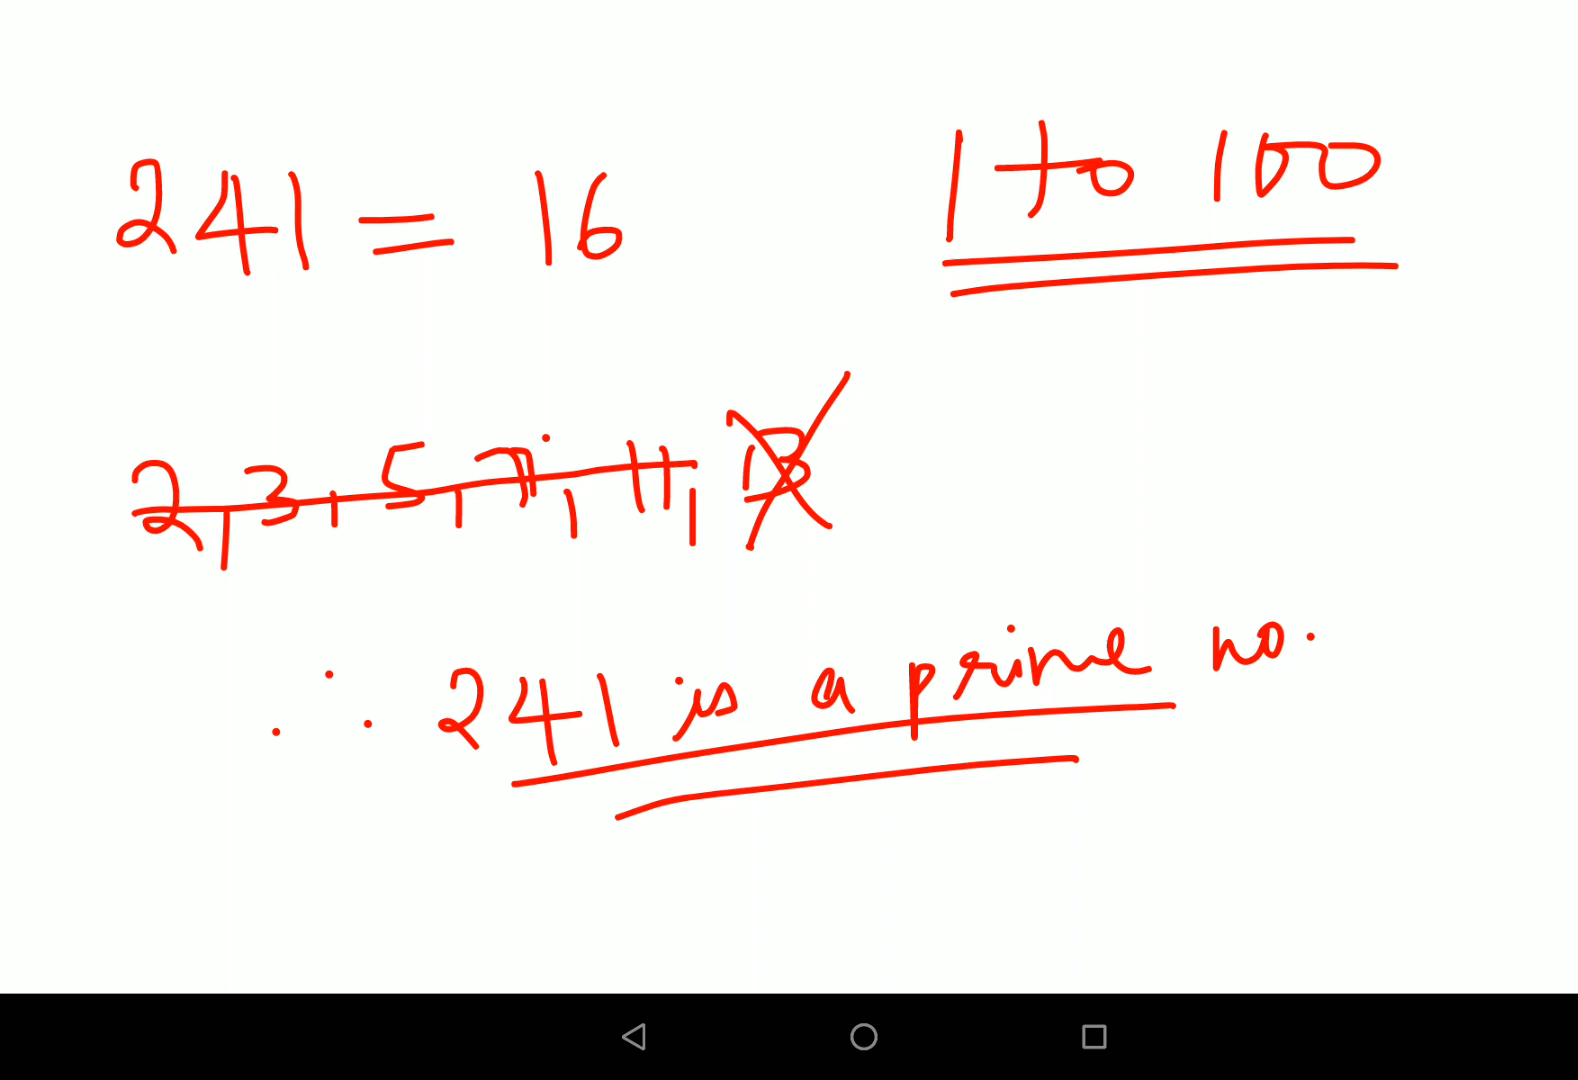 241 = 16
1 to 100
2, 3, 5, 7, 11, 13
∴ 241 is a prime no.